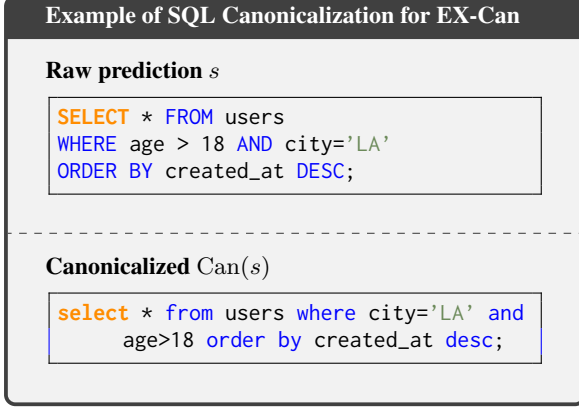 Example of SQL Canonicalization for EX-Can
Raw prediction s
SELECT * FROM users
WHERE age > 18 AND city='LA'
ORDER BY created_at DESC;
Canonicalized Can(s)
select * from users where city='LA' and
age>18 order by created_at desc;